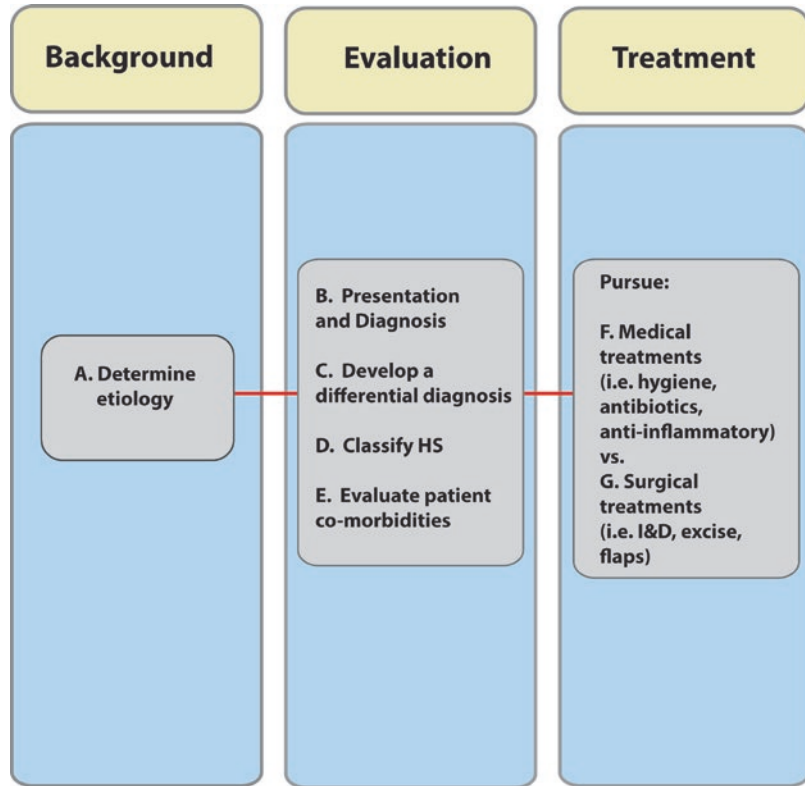 Background
Evaluation
Treatment
A. Determine
etiology
B. Presentation
and Diagnosis
C. Develop a
differential diagnosis
D. Classify HS
E. Evaluate patient
co-morbidities
Pursue:
F. Medical
treatments
(i.e. hygiene,
antibiotics,
anti-inflammatory)
vs.
G. Surgical
treatments
(i.e. I&D, excise,
flaps)